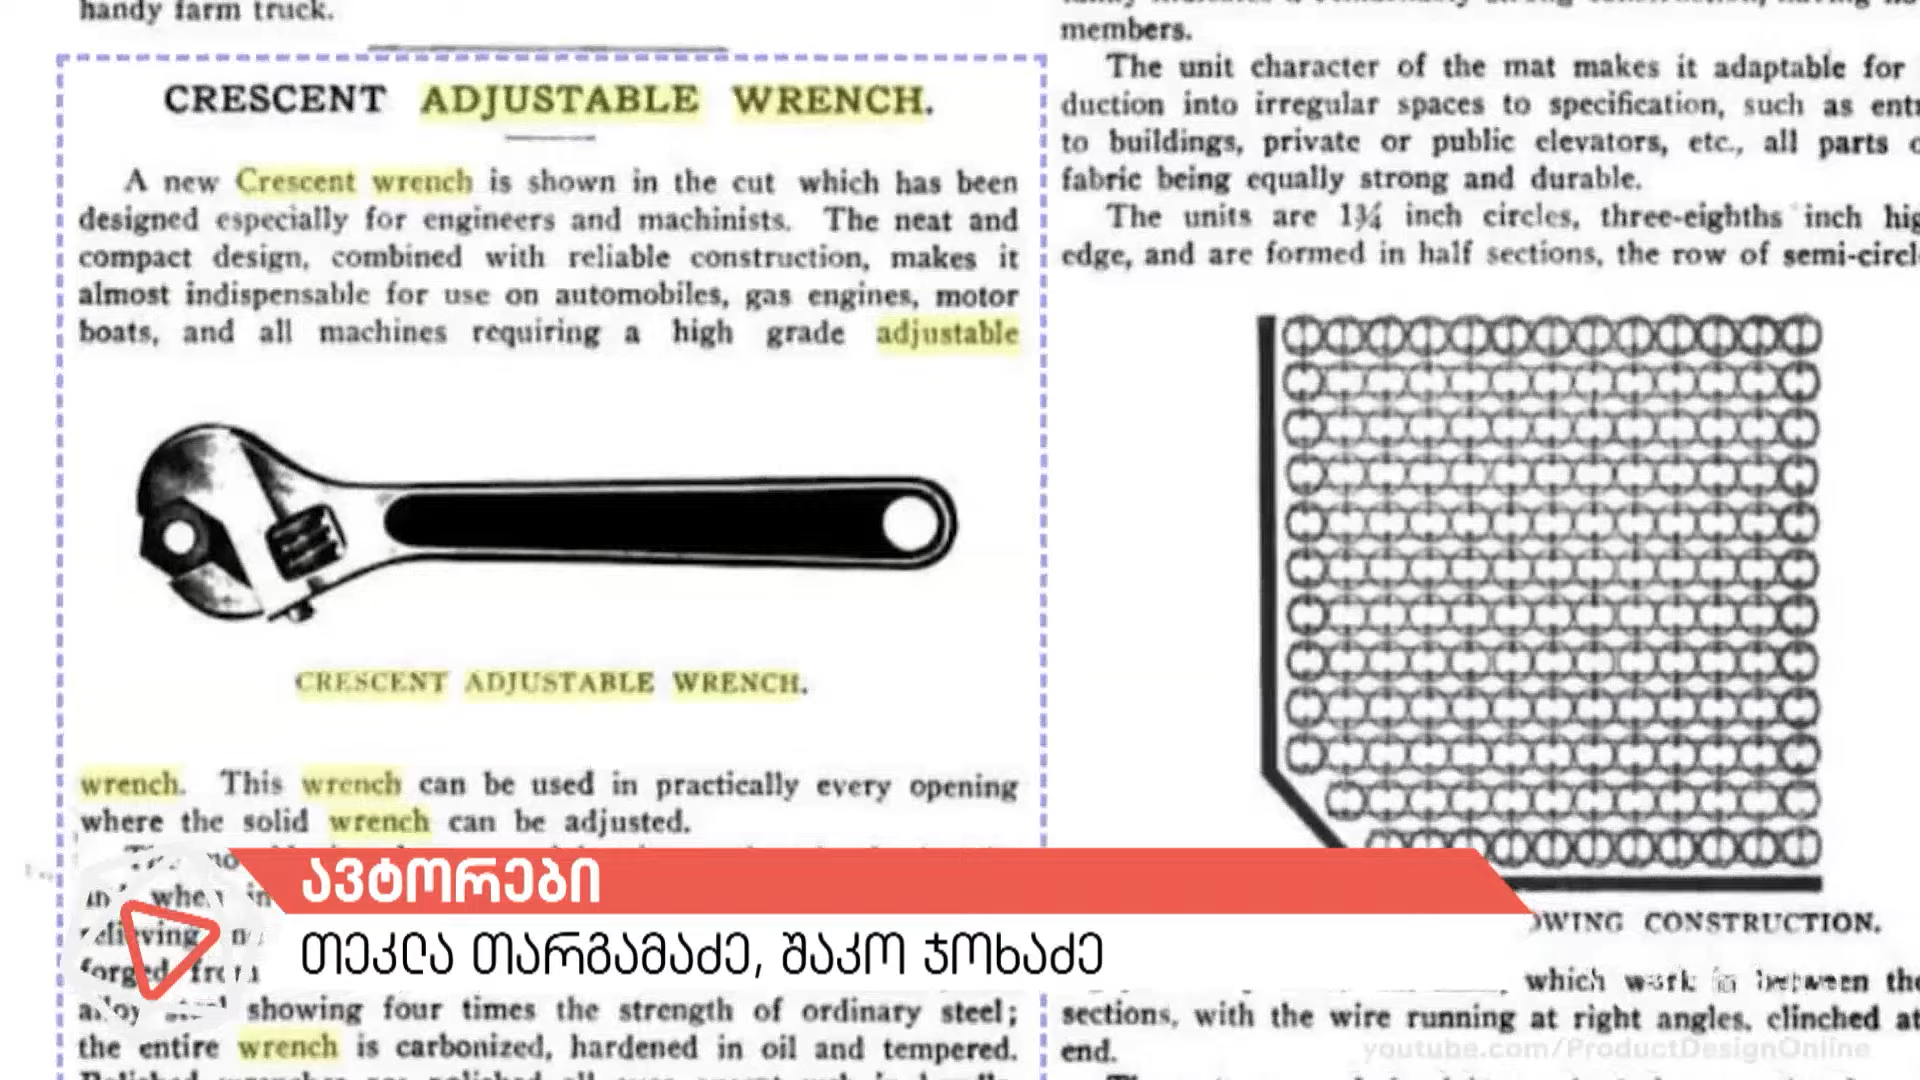 handy farm truck.
CRESCENT ADJUSTABLE WRENCH.
A new Crescent wrench is shown in the cut which has been
designed especially for engineers and machinists. The neat and
compact design, combined with reliable construction, makes it
almost indispensable for use on automobiles, gas engines, motor
boats, and all machines requiring a high grade adjustable
CRESCENT ADJUSTABLE WRENCH.
wrench. This wrench can be used in practically every opening
where the solid wrench can be adjusted.
relieving
forged from
alloy steel showing four times the strength of ordinary steel;
the entire wrench is carbonized, hardened in oil and tempered.
members.
The unit character of the mat makes it adaptable for
duction into irregular spaces to specification, such as
to buildings, private or public elevators, etc., all parts
fabric being equally strong and durable.
The units are 1¾ inch circles, three-eighths inch
edge, and are formed in half sections, the row of
OWING CONSTRUCTION.
which work in between the
sections, with the wire running at right angles, clinched at
end.
ავტორები
თეკლა თარგამაძე, შაკო ჯოხაძე
youtube.com/ProductDesignOnline